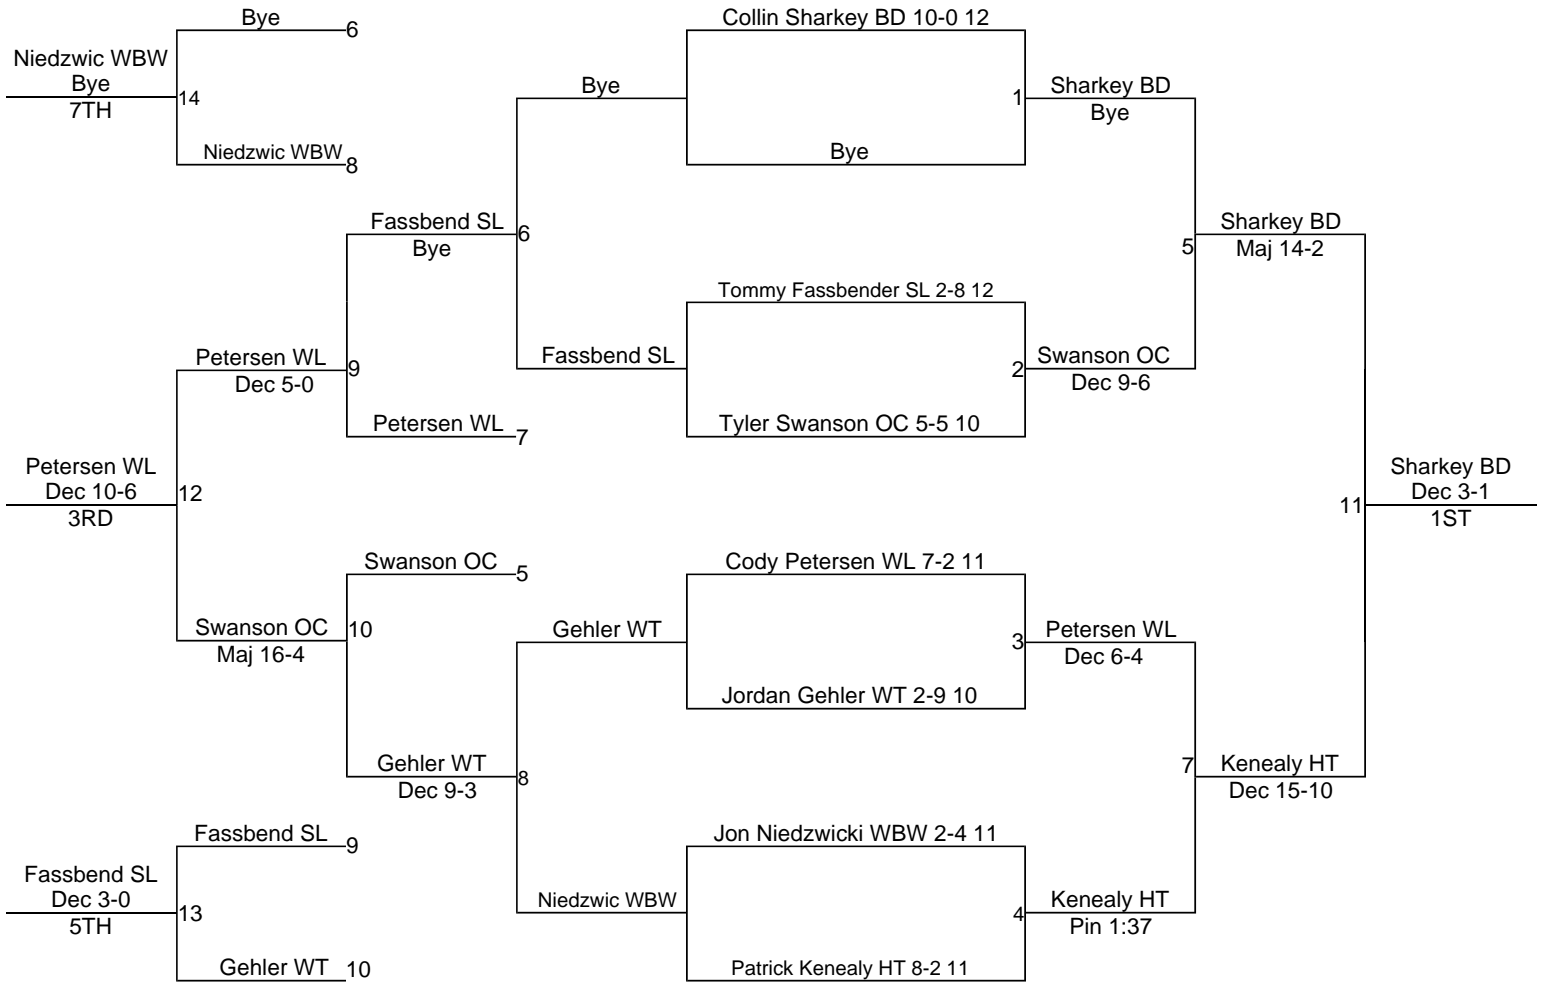 Bye
6
Collin Sharkey BD 10-0 12
Niedzwic WBW
Bye
14
7TH
Bye
1
Sharkey BD
Bye
Niedzwic WBW
8
Bye
Fassbend SL
6
Bye
Sharkey BD
5
Maj 14-2
Tommy Fassbender SL 2-8 12
Petersen WL
9
Dec 5-0
Fassbend SL
2
Swanson OC
Dec 9-6
Petersen WL
7
Tyler Swanson OC 5-5 10
Petersen WL
Dec 10-6
12
3RD
Sharkey BD
Dec 3-1
11
1ST
Swanson OC
5
Cody Petersen WL 7-2 11
Swanson OC
10
Maj 16-4
Gehler WT
3
Petersen WL
Dec 6-4
Jordan Gehler WT 2-9 10
Gehler WT
8
Dec 9-3
7
Kenealy HT
Dec 15-10
Fassbend SL
9
Jon Niedzwicki WBW 2-4 11
Fassbend SL
Dec 3-0
13
5TH
Niedzwic WBW
4
Kenealy HT
Pin 1:37
Gehler WT
10
Patrick Kenealy HT 8-2 11